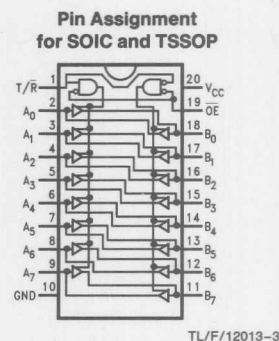 Pin Assignment
for SOIC and TSSOP
T/R̅ 1 20 VCC
A0 2 19 O̅E̅
A1 3 18 B0
A2 4 17 B1
A3 5 16 B2
A4 6 15 B3
A5 7 14 B4
A6 8 13 B5
A7 9 12 B6
GND 10 11 B7
TL/F/12013–3